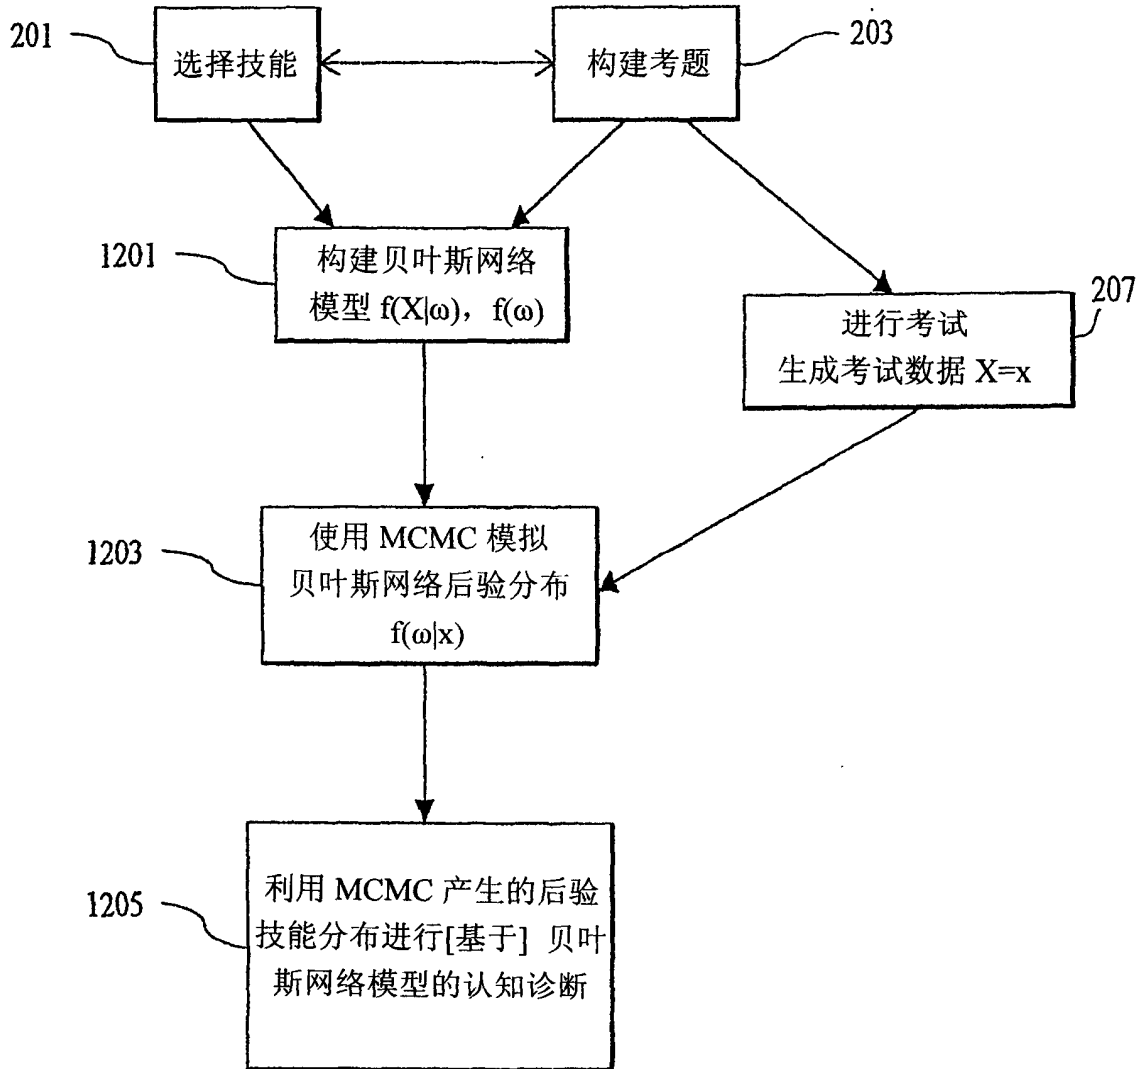 201
选择技能
构建考题
203
1201
构建贝叶斯网络
模型 f(X|ω)，f(ω)
207
进行考试
生成考试数据 X=x
1203
使用 MCMC 模拟
贝叶斯网络后验分布
f(ω|x)
1205
利用 MCMC 产生的后验
技能分布进行[基于] 贝叶
斯网络模型的认知诊断